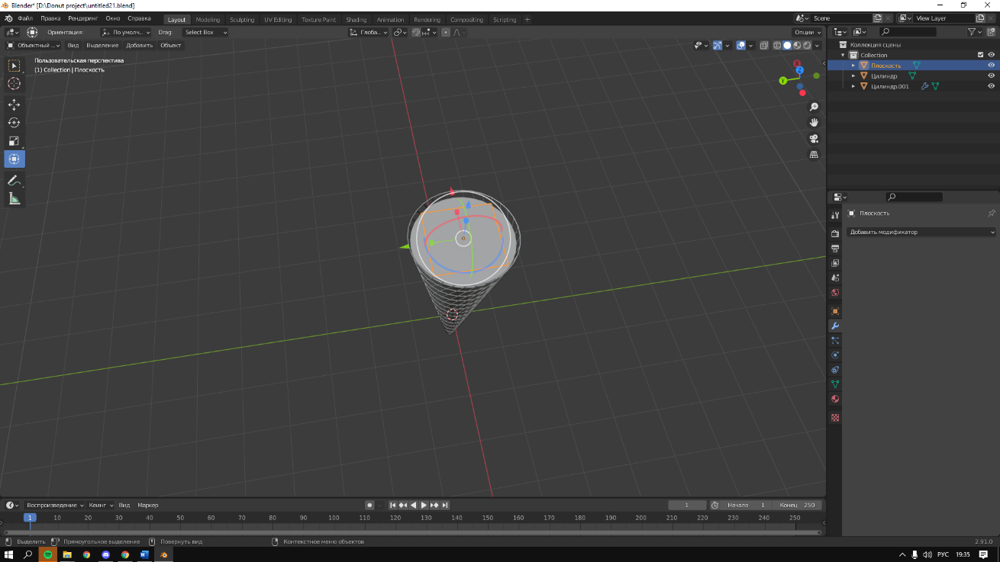 Blender* [D:\Donut project\untitled21.blend]
Файл Правка Рендеринг Окно Справка Layout Modeling Sculpting UV Editing Texture Paint Shading Animation Rendering Compositing Scripting + Scene View Layer
Ориентация: По умолч... Drag: Select Box Глоба... Опции
Объектный ... Вид Выделение Добавить Объект
Пользовательская перспектива
(1) Collection | Плоскость
Коллекция сцены
Collection
Плоскость
Цилиндр
Цилиндр.001
X
Z
Y
Плоскость
Добавить модификатор
Воспроизведение Кеинг Вид Маркер 1 Начало 1 Конец 250
1 10 20 30 40 50 60 70 80 90 100 110 120 130 140 150 160 170 180 190 200 210 220 230 240 250
Выделить Прямоугольное выделение Повернуть вид Контекстное меню объектов 2.91.0
РУС 19:35